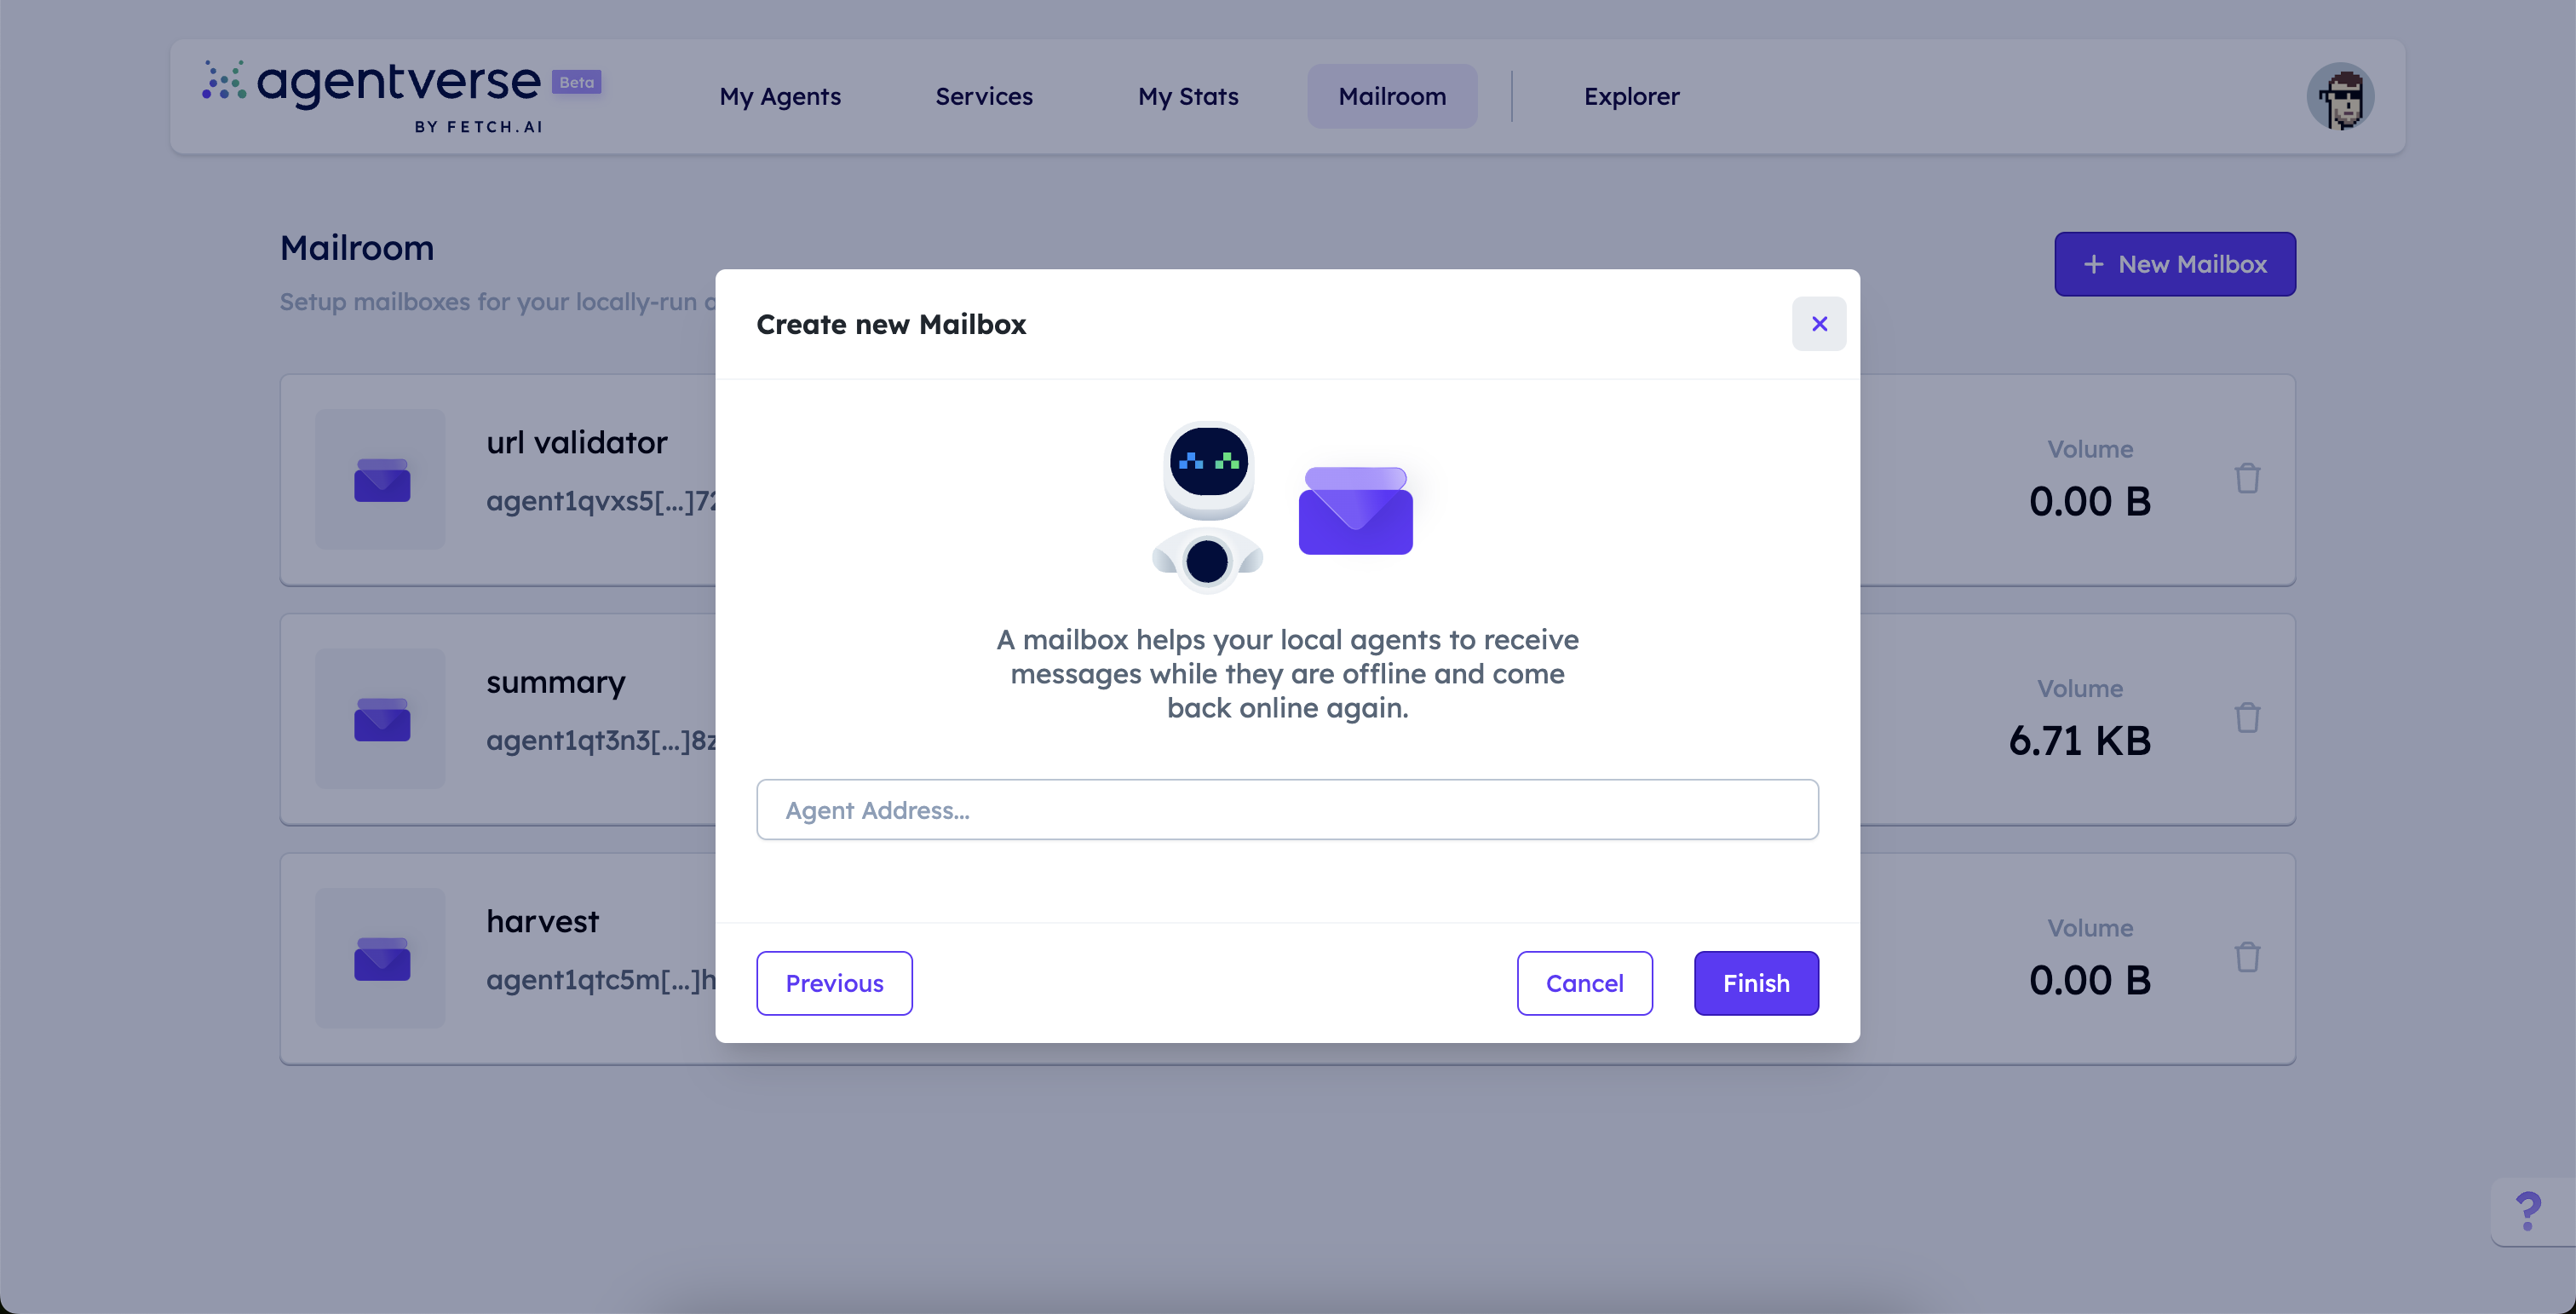 agentverse Beta
BY FETCH.AI
My Agents
Services
My Stats
Mailroom
Explorer
Mailroom
+ New Mailbox
Setup mailboxes for your locally-run
Create new Mailbox
A mailbox helps your local agents to receive
messages while they are offline and come
back online again.
Agent Address...
Previous
Cancel
Finish
url validator
agent1qvxs5[...]72
Volume
0.00 B
summary
agent1qt3n3[...]8z
Volume
6.71 KB
harvest
agent1qtc5m[...]h
Volume
0.00 B
?